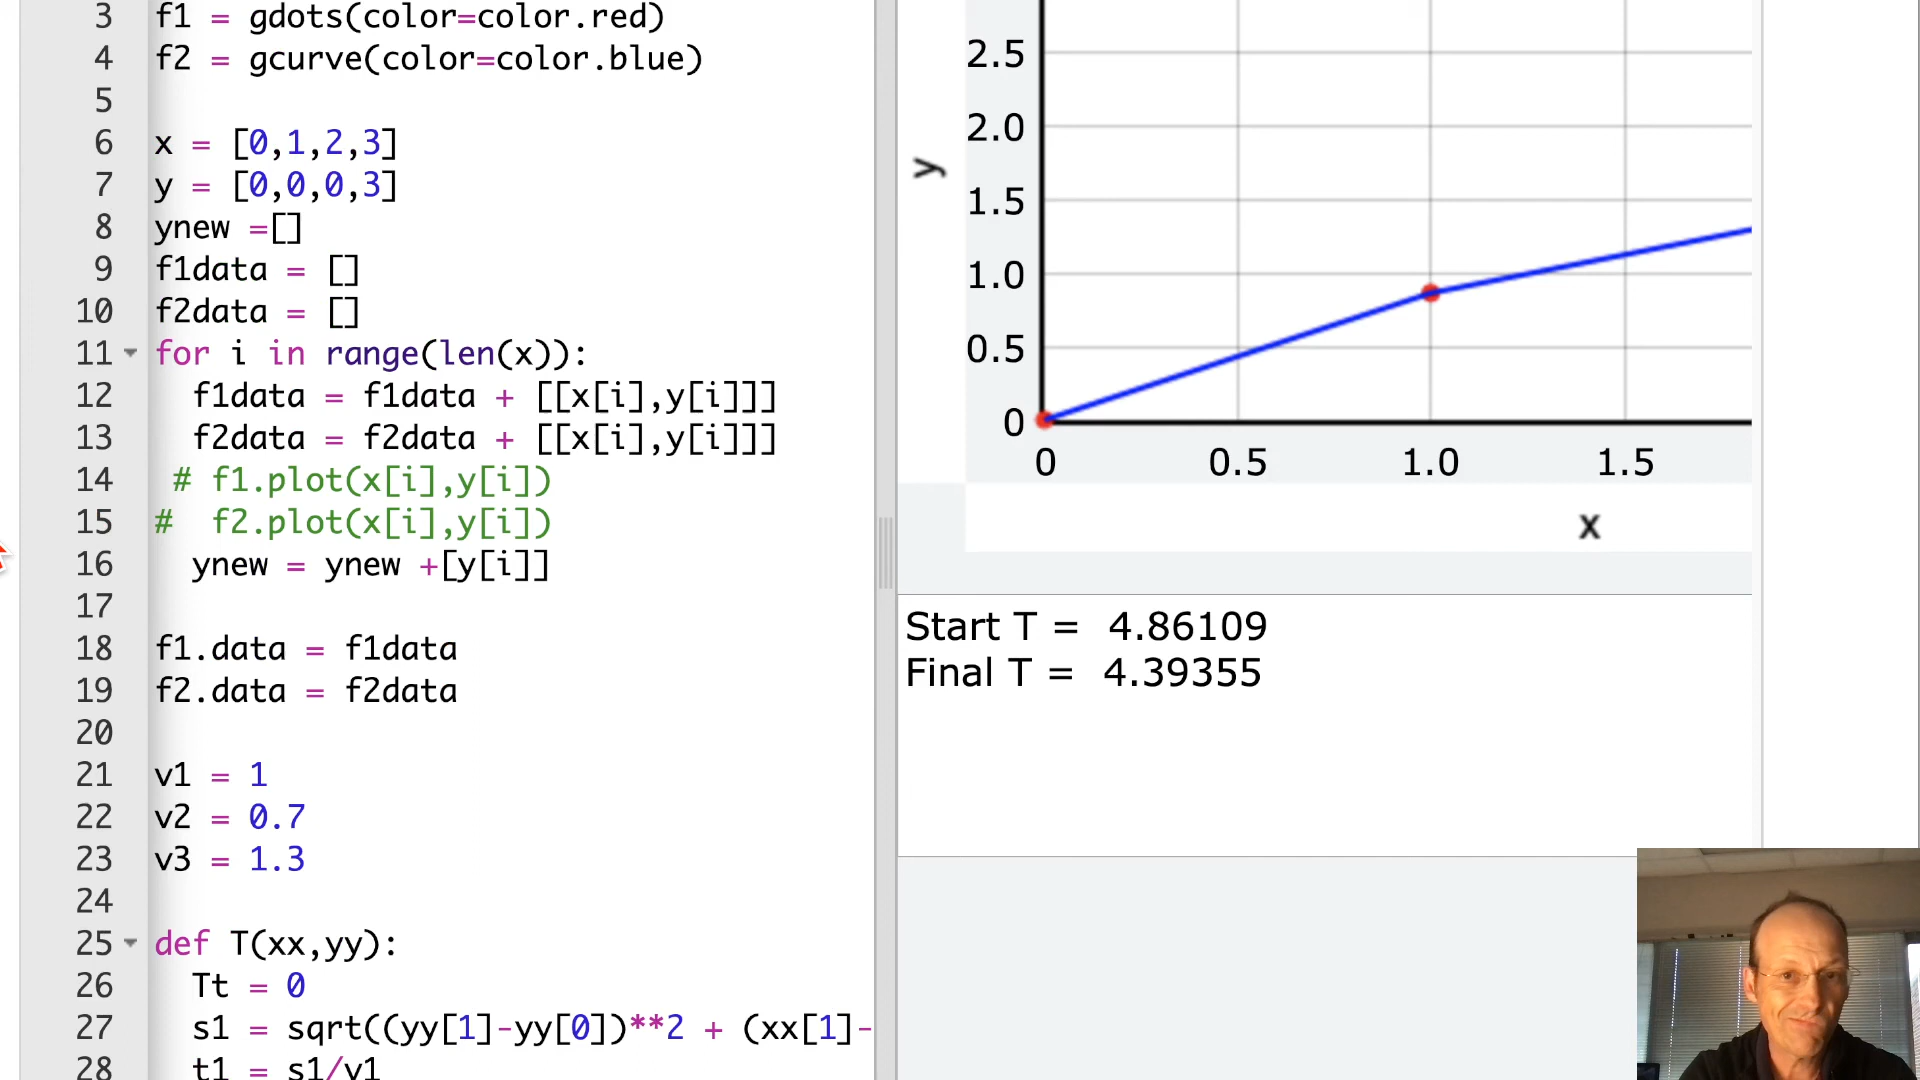 3 f1 = gdots(color=color.red)
4 f2 = gcurve(color=color.blue)
5
6 x = [0,1,2,3]
7 y = [0,0,0,3]
8 ynew =[]
9 f1data = []
10 f2data = []
11 for i in range(len(x)):
12 f1data = f1data + [[x[i],y[i]]]
13 f2data = f2data + [[x[i],y[i]]]
14 # f1.plot(x[i],y[i])
15 # f2.plot(x[i],y[i])
16 ynew = ynew +[y[i]]
17
18 f1.data = f1data
19 f2.data = f2data
20
21 v1 = 1
22 v2 = 0.7
23 v3 = 1.3
24
25 def T(xx,yy):
26 Tt = 0
27 s1 = sqrt((yy[1]-yy[0])**2 + (xx[1]-
28 t1 = s1/v1
2.5
2.0
y
1.5
1.0
0.5
0
0 0.5 1.0 1.5
x
Start T = 4.86109
Final T = 4.39355